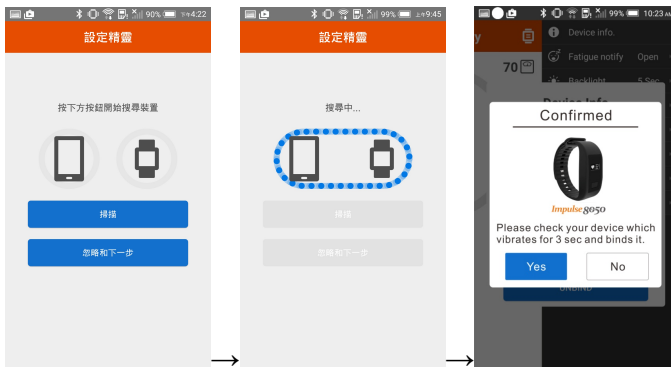 90% 下午4:22
設定精靈
按下方按鈕開始搜尋裝置
掃描
忽略和下一步
→
99% 上午9:45
設定精靈
搜尋中...
掃描
忽略和下一步
→
99% 10:23 AM
y
Device info.
70
Fatigue notify Open
Backlight 5 Sec
Device Info
Confirmed
Impulse 8050
Please check your device which
vibrates for 3 sec and binds it.
Yes No
UNBIND